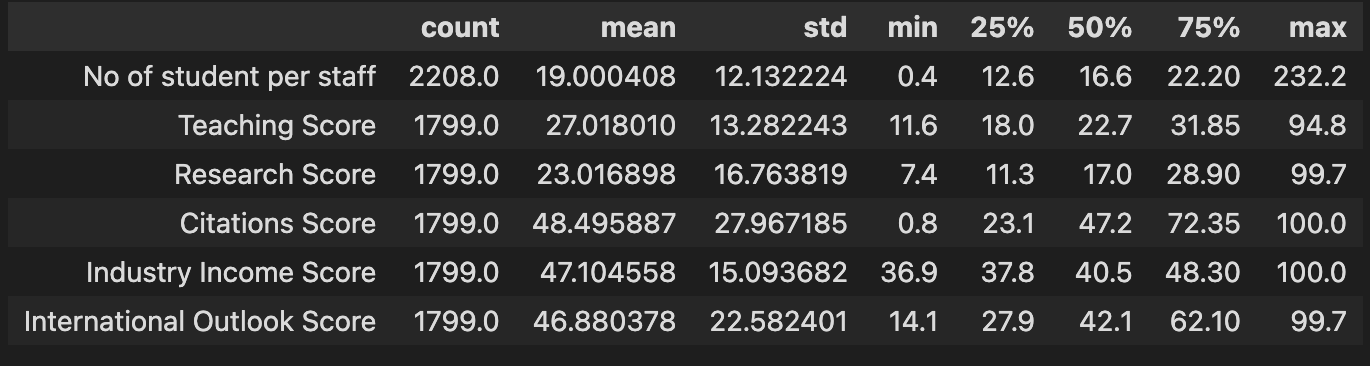 count mean std min 25% 50% 75% max
No of student per staff 2208.0 19.000408 12.132224 0.4 12.6 16.6 22.20 232.2
Teaching Score 1799.0 27.018010 13.282243 11.6 18.0 22.7 31.85 94.8
Research Score 1799.0 23.016898 16.763819 7.4 11.3 17.0 28.90 99.7
Citations Score 1799.0 48.495887 27.967185 0.8 23.1 47.2 72.35 100.0
Industry Income Score 1799.0 47.104558 15.093682 36.9 37.8 40.5 48.30 100.0
International Outlook Score 1799.0 46.880378 22.582401 14.1 27.9 42.1 62.10 99.7